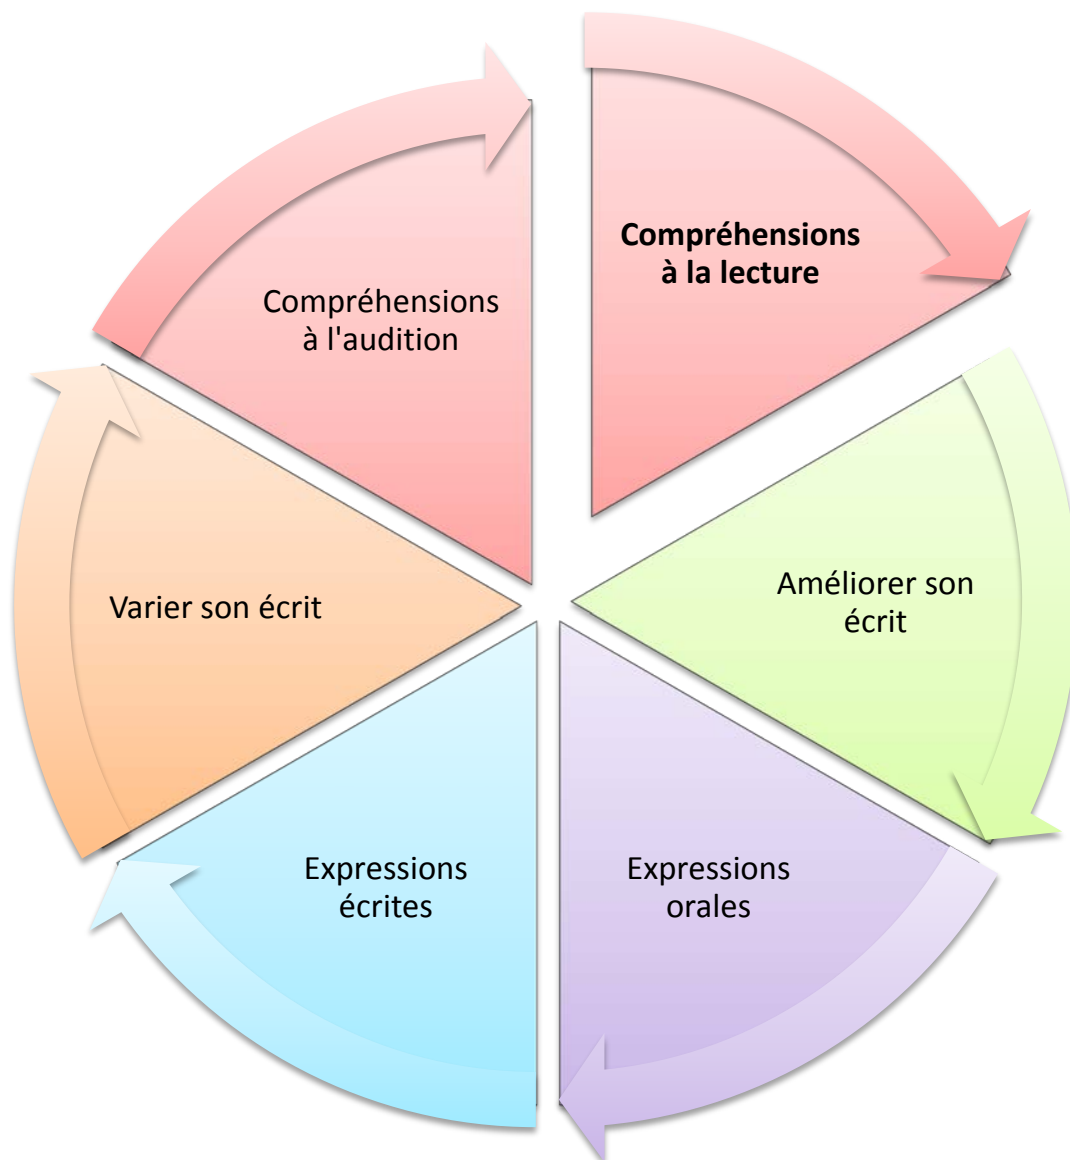 Compréhensions
à la lecture
Améliorer son
écrit
Expressions
orales
Expressions
écrites
Varier son écrit
Compréhensions
à l'audition